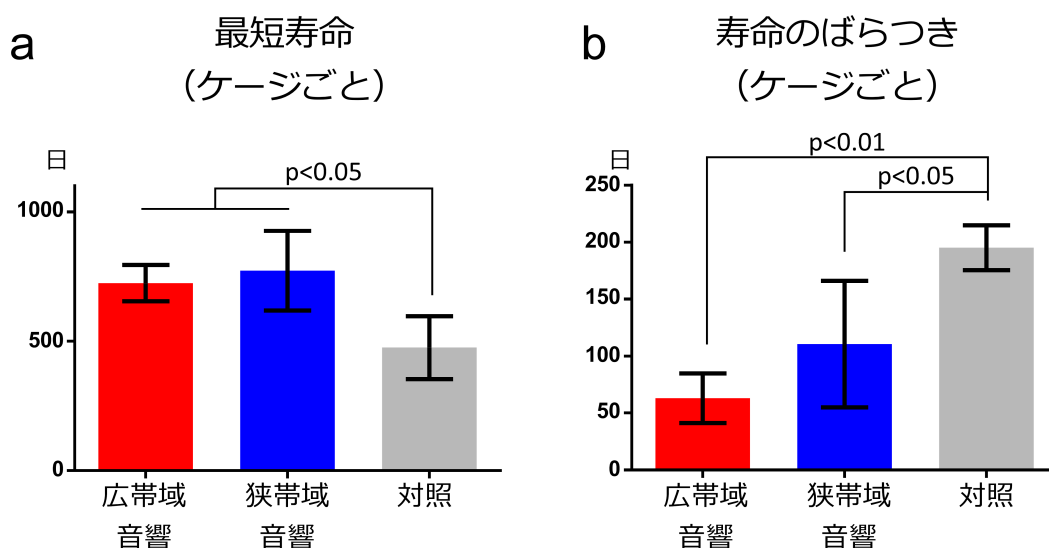 a
最短寿命
（ケージごと）
日
p<0.05
1000
500
0
広帯域
音響
狭帯域
音響
対照
b
寿命のばらつき
（ケージごと）
日
p<0.01
p<0.05
250
200
150
100
50
0
広帯域
音響
狭帯域
音響
対照